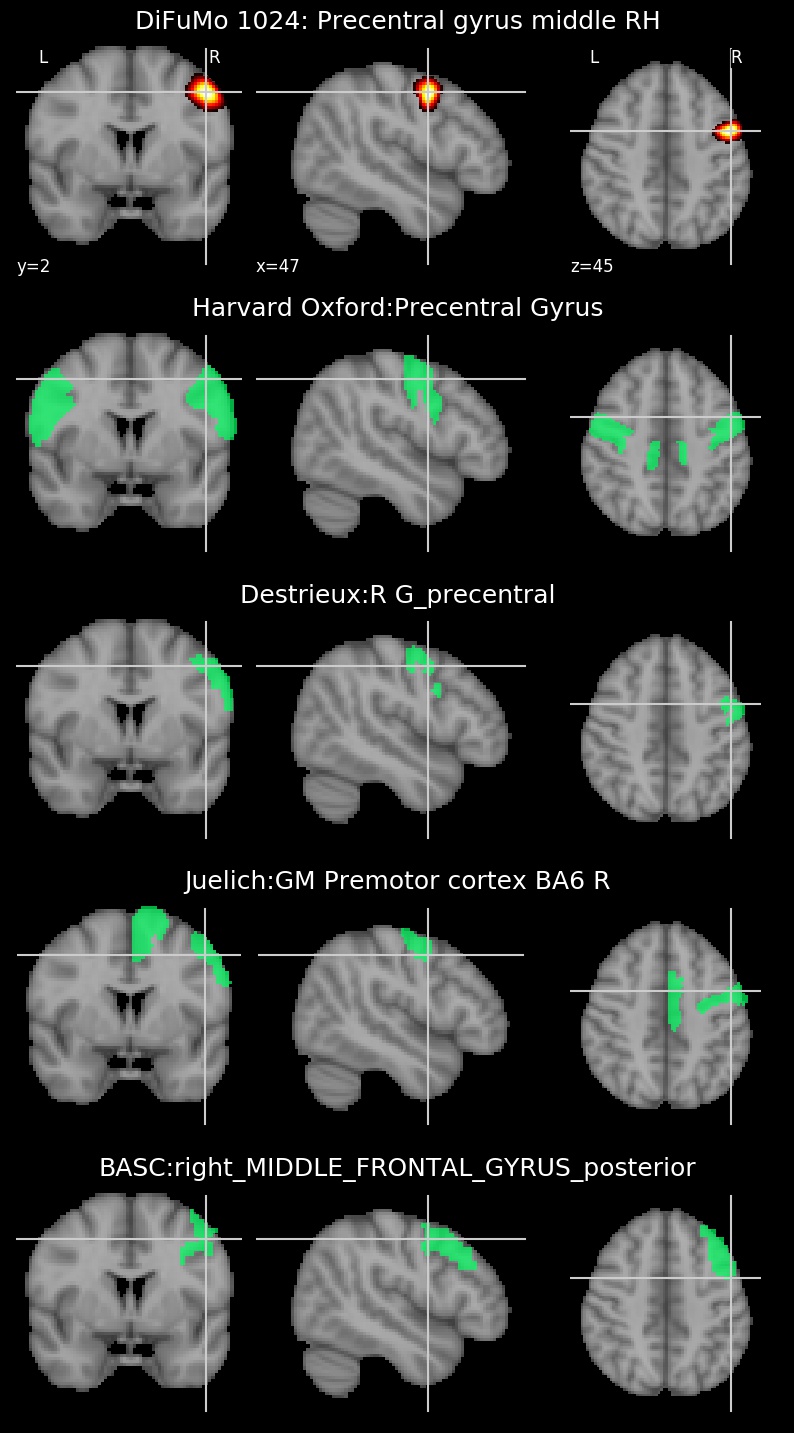 DiFuMo 1024: Precentral gyrus middle RH
L R L R
y=2 x=47 z=45
Harvard Oxford:Precentral Gyrus
Destrieux:R G_precentral
Juelich:GM Premotor cortex BA6 R
BASC:right_MIDDLE_FRONTAL_GYRUS_posterior